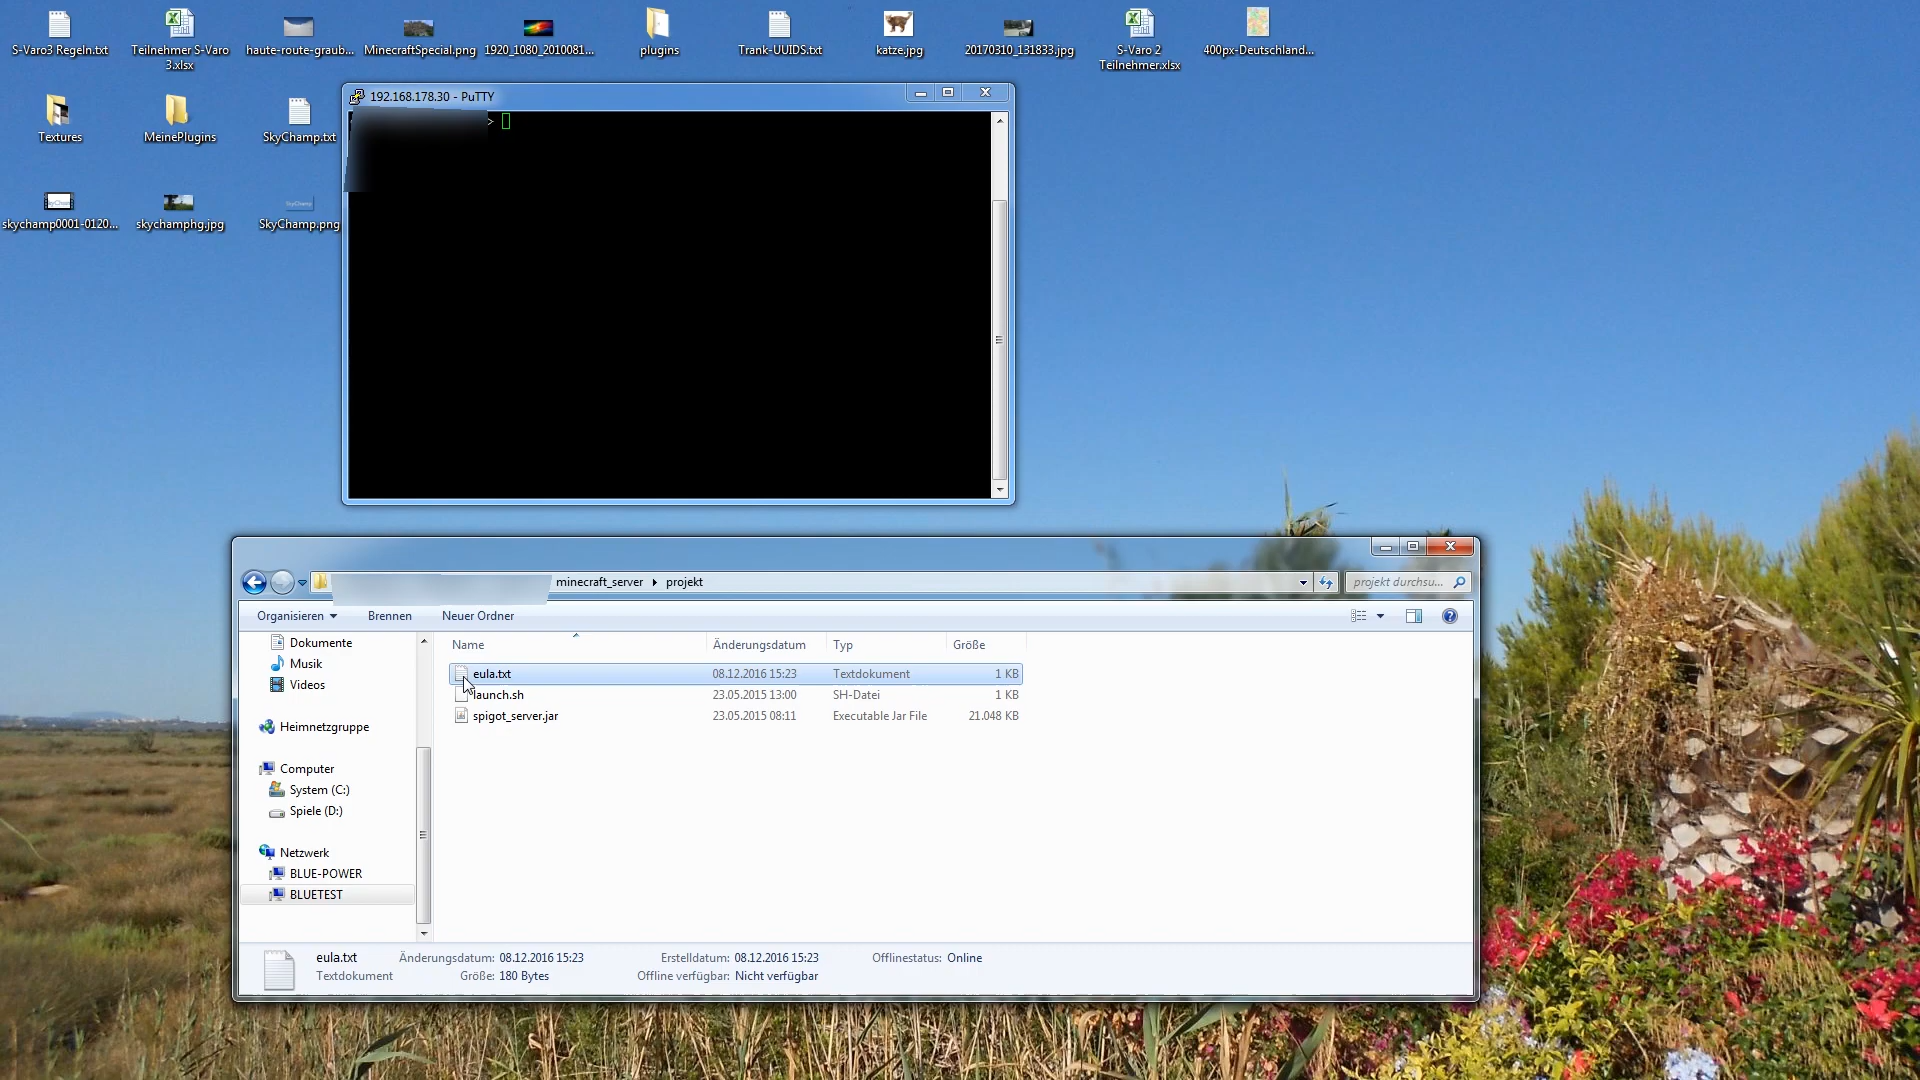 S-Varo3 Regeln.txt
Teilnehmer S-Varo 3.xlsx
haute-route-graub...
MinecraftSpecial.png
1920_1080_2010081...
plugins
Trank-UUIDS.txt
katze.jpg
20170310_131833.jpg
S-Varo 2 Teilnehmer.xlsx
400px-Deutschland...
Textures
MeinePlugins
SkyChamp.txt
skychamp0001-0120...
skychamphg.jpg
SkyChamp.png
192.168.178.30 - PuTTY
>
minecraft_server ▸ projekt
projekt durchsu...
Organisieren
Brennen
Neuer Ordner
Dokumente
Musik
Videos
Heimnetzgruppe
Computer
System (C:)
Spiele (D:)
Netzwerk
BLUE-POWER
BLUETEST
Name Änderungsdatum Typ Größe
eula.txt 08.12.2016 15:23 Textdokument 1 KB
launch.sh 23.05.2015 13:00 SH-Datei 1 KB
spigot_server.jar 23.05.2015 08:11 Executable Jar File 21.048 KB
eula.txt Änderungsdatum: 08.12.2016 15:23 Erstelldatum: 08.12.2016 15:23 Offlinestatus: Online
Textdokument Größe: 180 Bytes Offline verfügbar: Nicht verfügbar